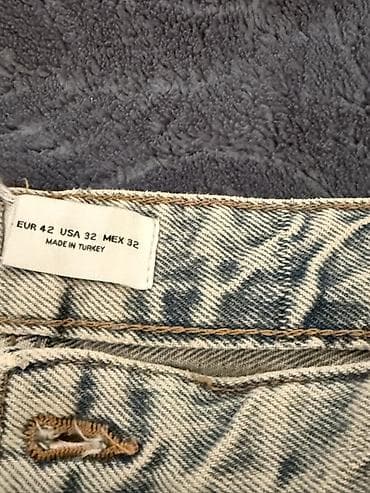 EUR 42 USA 32 MEX 32
MADE IN TURKEY